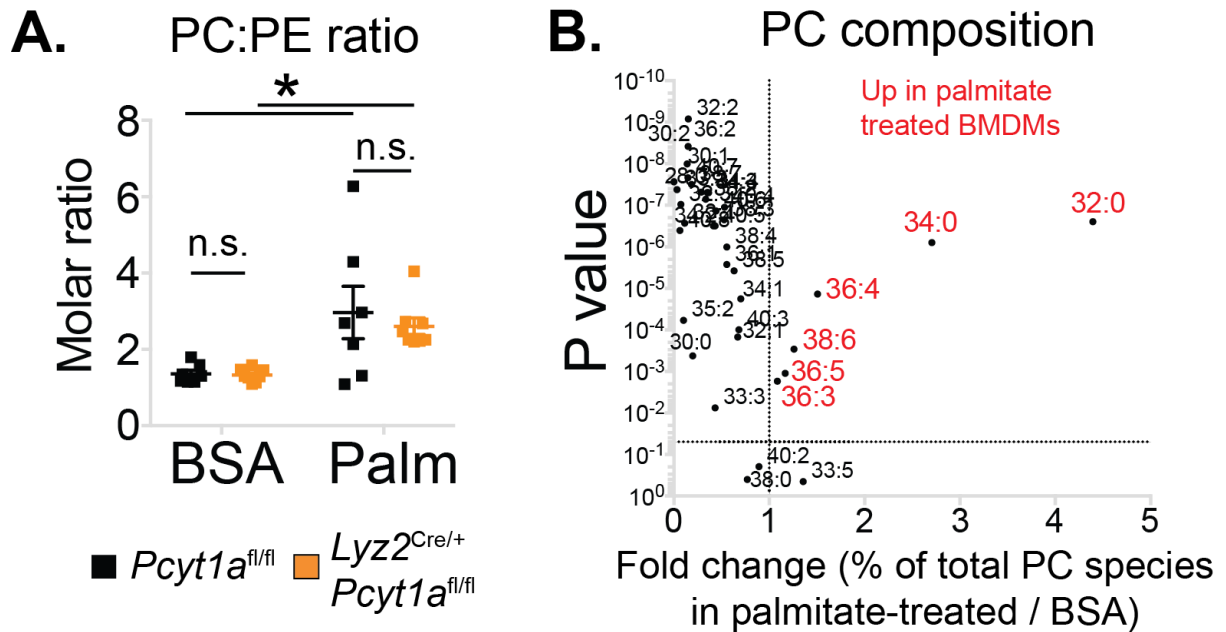 A.
PC:PE ratio
*
n.s.
n.s.
8
6
4
2
0
Molar ratio
BSA
Palm
Pcyt1a^fl/fl
Lyz2^Cre/+
Pcyt1a^fl/fl
B.
PC composition
Up in palmitate
treated BMDMs
P value
10^-10
10^-9
10^-8
10^-7
10^-6
10^-5
10^-4
10^-3
10^-2
10^-1
10^0
32:2
36:2
30:2
30:1
40:7
38:4
36:1
38:5
34:1
35:2
40:3
32:1
30:0
33:3
40:2
38:0
33:5
32:0
34:0
36:4
38:6
36:5
36:3
0
1
2
3
4
5
Fold change (% of total PC species
in palmitate-treated / BSA)